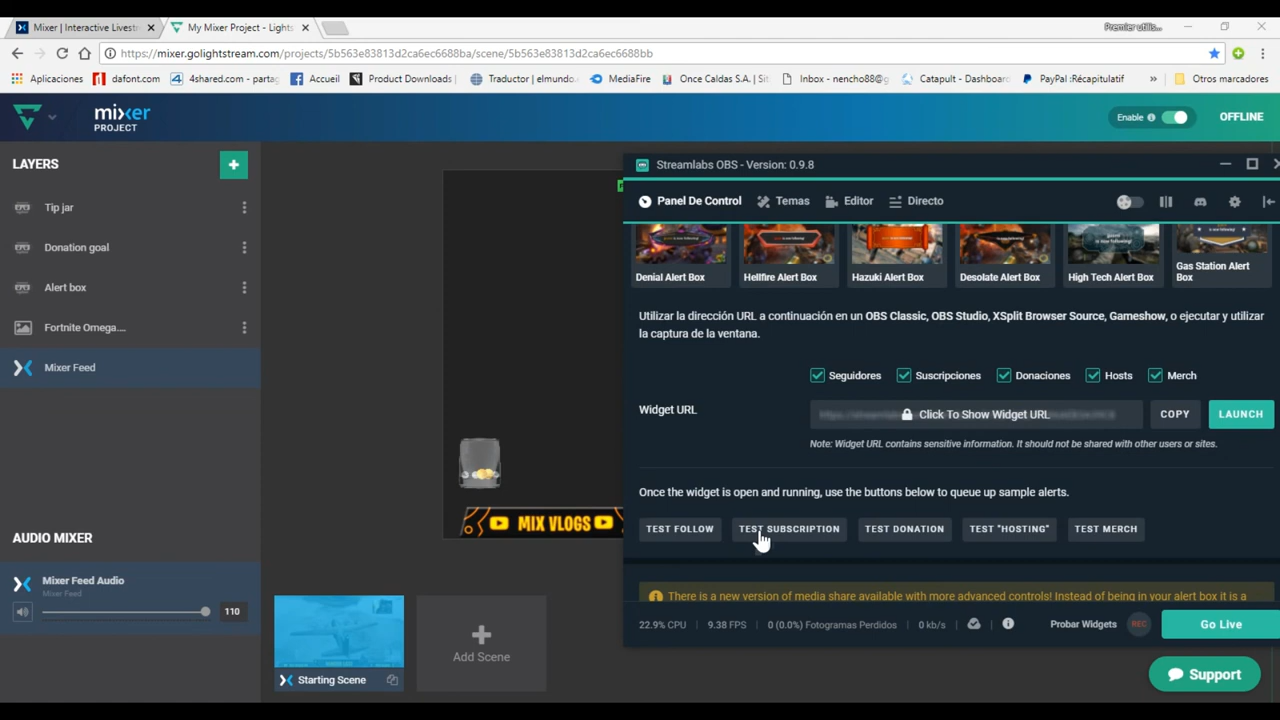 Mixer | Interactive Livestr
My Mixer Project - Lights
Premier utilis...
https://mixer.golightstream.com/projects/5b563e83813d2ca6ec6688ba/scene/5b563e83813d2ca6ec6688bb
Aplicaciones
dafont.com
4shared.com - partag
Accueil
Product Downloads |
Traductor | elmundo.
MediaFire
Once Caldas S.A. | Sit
Inbox - nencho88@g
Catapult - Dashboard
PayPal :Récapitulatif
»
Otros marcadores
mixer
PROJECT
Enable
OFFLINE
LAYERS
Tip jar
Donation goal
Alert box
Fortnite Omega....
Mixer Feed
AUDIO MIXER
Mixer Feed Audio
Mixer Feed
110
MIX VLOGS
Add Scene
Starting Scene
Streamlabs OBS - Version: 0.9.8
Panel De Control
Temas
Editor
Directo
Denial Alert Box
Hellfire Alert Box
Hazuki Alert Box
Desolate Alert Box
High Tech Alert Box
Gas Station Alert
Box
Utilizar la dirección URL a continuación en un OBS Classic, OBS Studio, XSplit Browser Source, Gameshow, o ejecutar y utilizar
la captura de la ventana.
Seguidores
Suscripciones
Donaciones
Hosts
Merch
Widget URL
Click To Show Widget URL
COPY
LAUNCH
Note: Widget URL contains sensitive information. It should not be shared with other users or sites.
Once the widget is open and running, use the buttons below to queue up sample alerts.
TEST FOLLOW
TEST SUBSCRIPTION
TEST DONATION
TEST "HOSTING"
TEST MERCH
There is a new version of media share available with more advanced controls! Instead of being in your alert box it is a
22.9% CPU
9.38 FPS
0 (0.0%) Fotogramas Perdidos
0 kb/s
Probar Widgets
REC
Go Live
Support